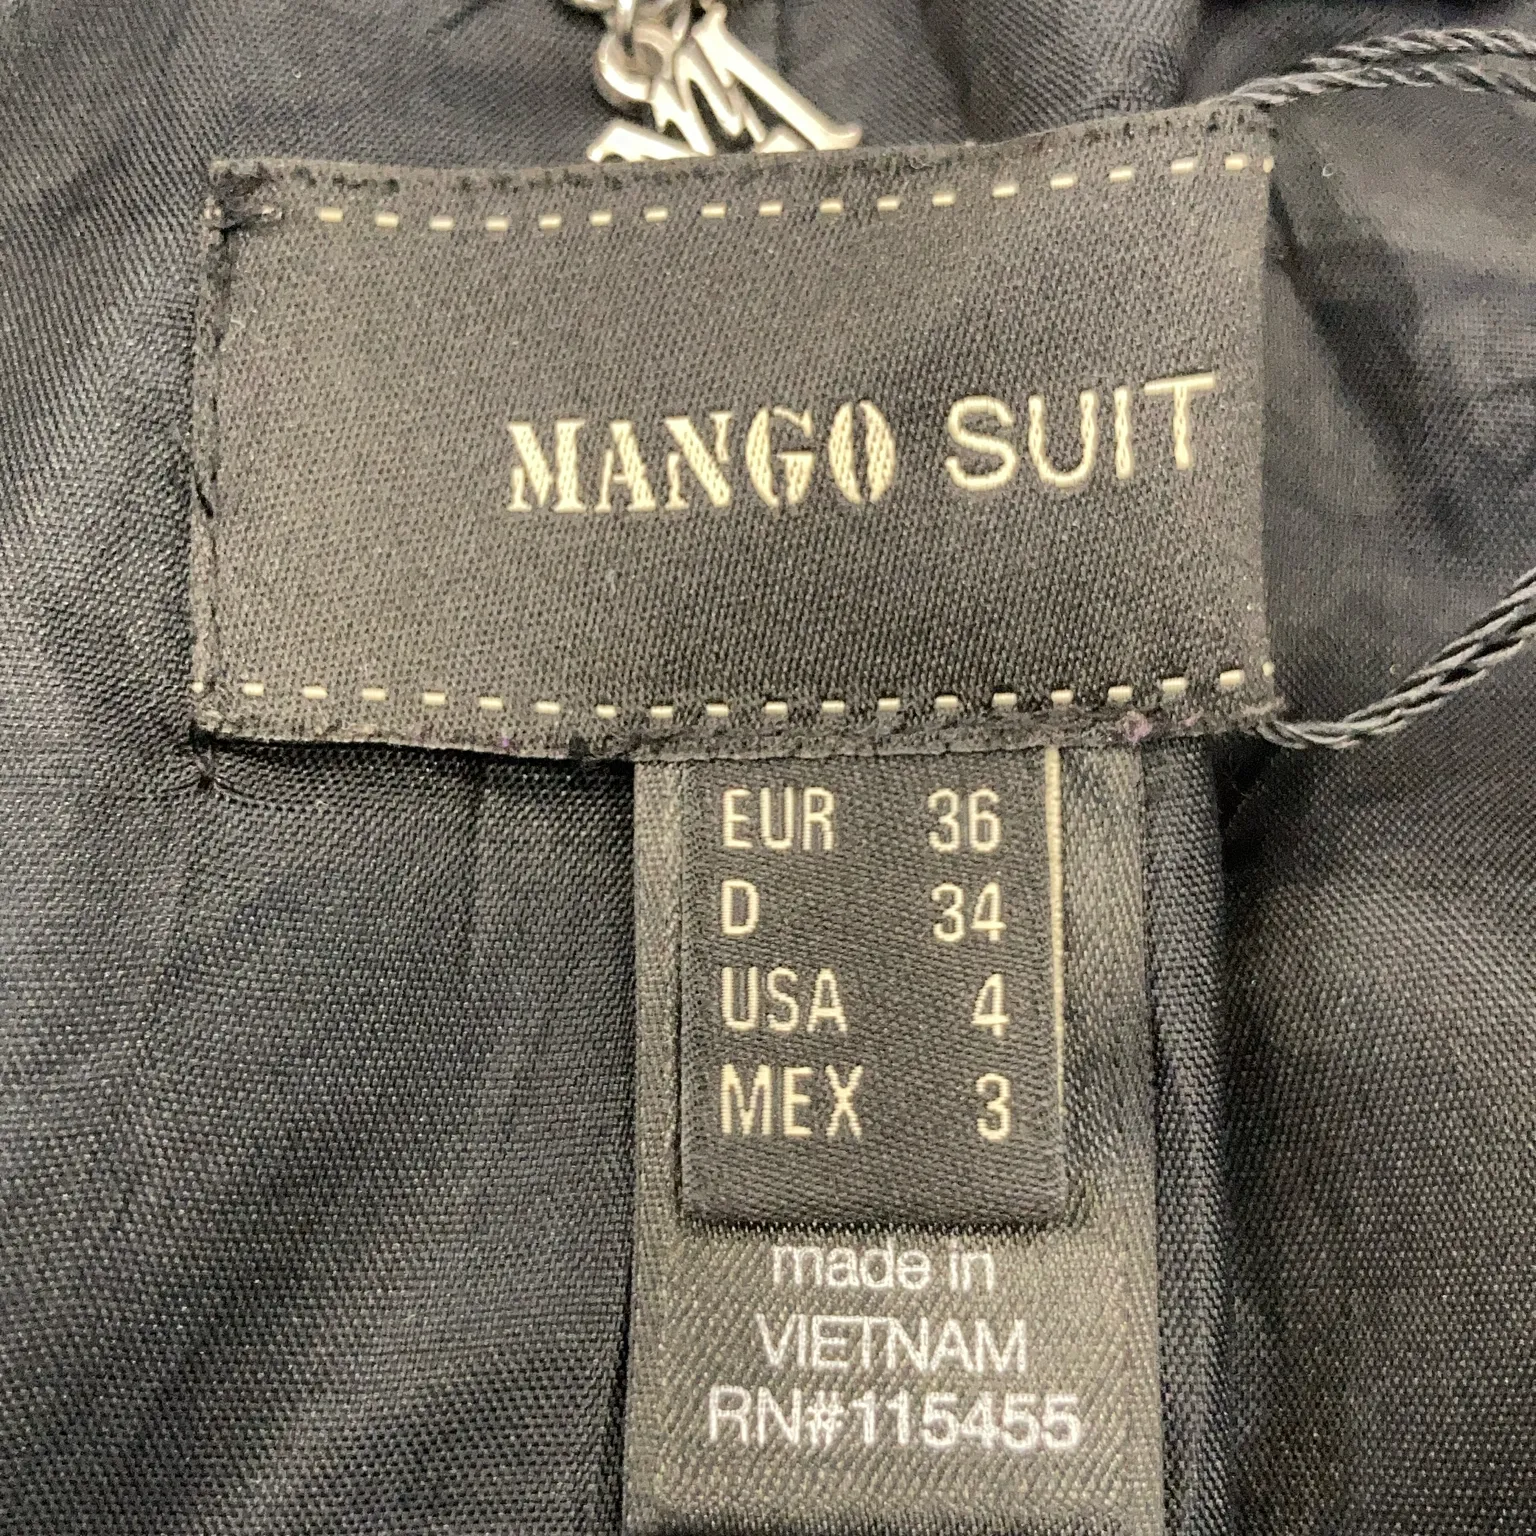 MANGO SUIT
EUR 36
D 34
USA 4
MEX 3
made in
VIETNAM
RN#115455